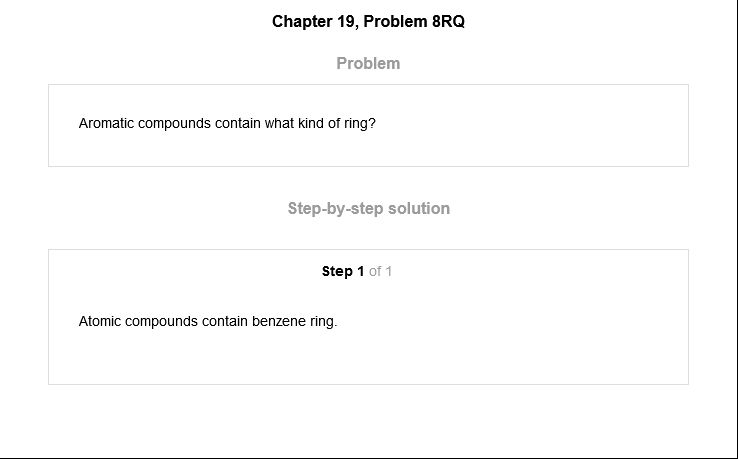 Chapter 19, Problem 8RQ
Problem
Aromatic compounds contain what kind of ring?
Step-by-step solution
Step 1 of 1
Atomic compounds contain benzene ring.